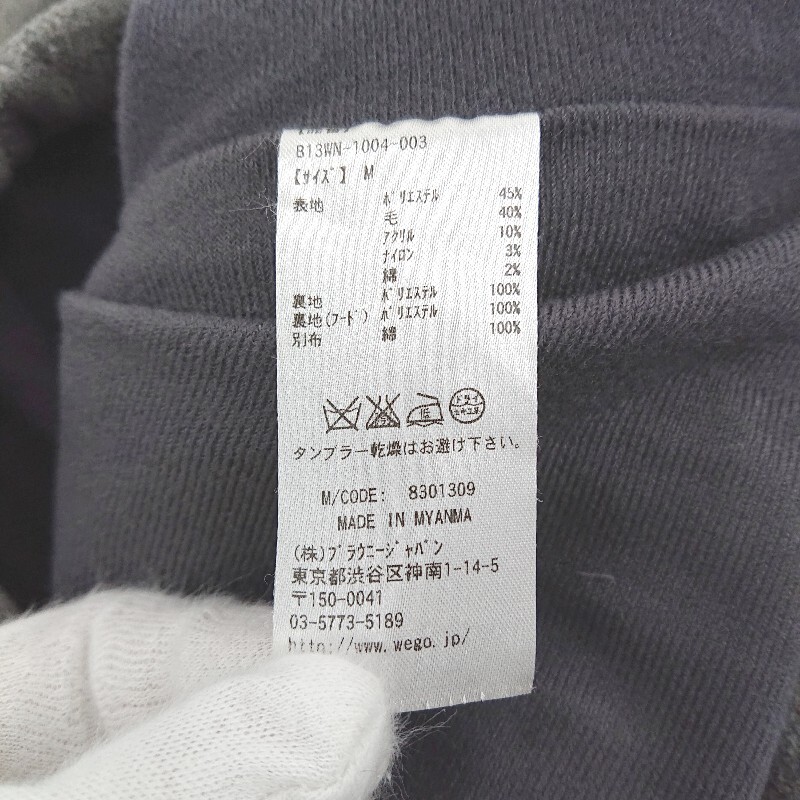 B13WN-1004-003
【ｻｲｽﾞ】 M
表地 ﾎﾟﾘｴｽﾃﾙ 45%
毛 40%
ｱｸﾘﾙ 10%
ﾅｲﾛﾝ 3%
綿 2%
裏地 ﾎﾟﾘｴｽﾃﾙ 100%
裏地(ﾌｰﾄﾞ) ﾎﾟﾘｴｽﾃﾙ 100%
別布 綿 100%
低 ドライ
タンブラー乾燥はお避け下さい。
M/CODE: 8301309
MADE IN MYANMA
(株)ﾌﾞﾗｳﾆｰｼﾞｬﾊﾟﾝ
東京都渋谷区神南1-14-5
〒150-0041
03-5773-5189
http://www.wego.jp/